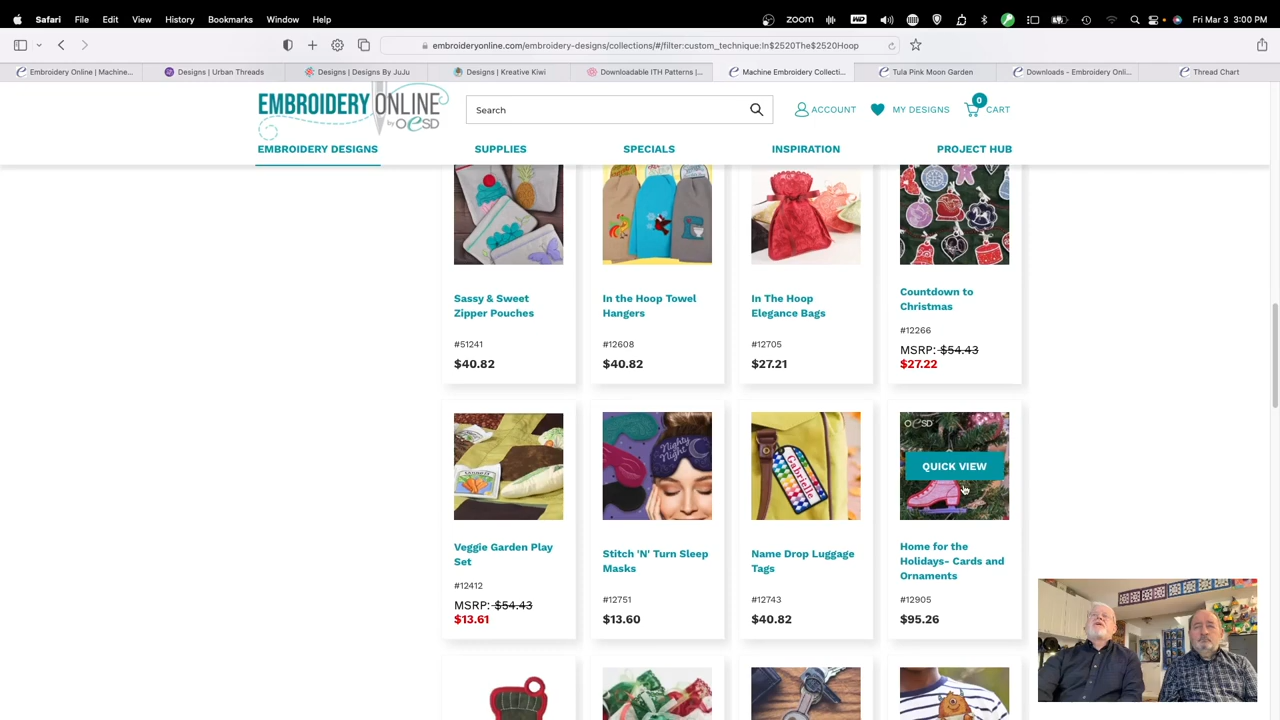 Safari File Edit View History Bookmarks Window Help
zoom
Fri Mar 3 3:00 PM
embroideryonline.com/embroidery-designs/collections/#/filter:custom_technique:In$2520The$2520Hoop
Embroidery Online | Machine...
Designs | Urban Threads
Designs | Designs By JuJu
Designs | Kreative Kiwi
Downloadable ITH Patterns |...
Machine Embroidery Collecti...
Tula Pink Moon Garden
Downloads - Embroidery Onli...
Thread Chart
EMBROIDERY ONLINE
by OESD
Search
ACCOUNT
MY DESIGNS
0
CART
EMBROIDERY DESIGNS
SUPPLIES
SPECIALS
INSPIRATION
PROJECT HUB
Sassy & Sweet
Zipper Pouches
#51241
$40.82
In the Hoop Towel
Hangers
#12608
$40.82
In The Hoop
Elegance Bags
#12705
$27.21
Countdown to
Christmas
#12266
MSRP: $54.43
$27.22
Veggie Garden Play
Set
#12412
MSRP: $54.43
$13.61
Nighty
Night
Stitch 'N' Turn Sleep
Masks
#12751
$13.60
Gabrielle
Name Drop Luggage
Tags
#12743
$40.82
OESD
QUICK VIEW
Home for the
Holidays- Cards and
Ornaments
#12905
$95.26